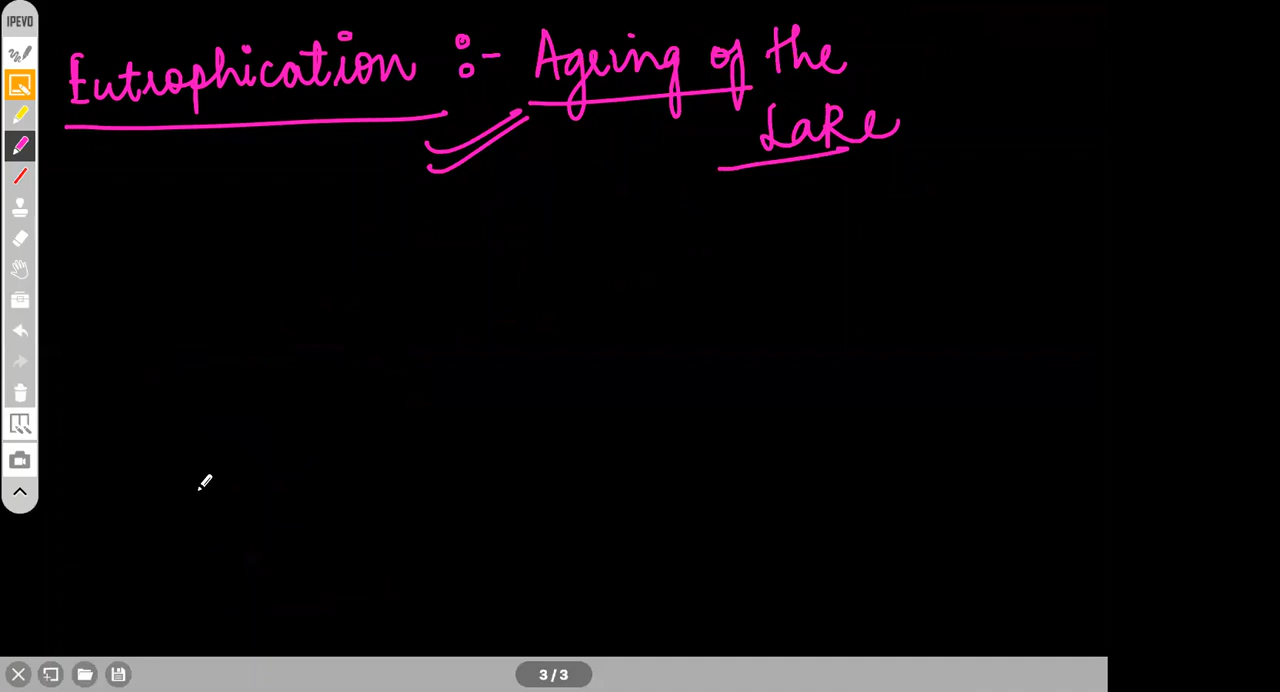 IPEVO
Eutrophication :- Ageing of the
Lake
3 / 3